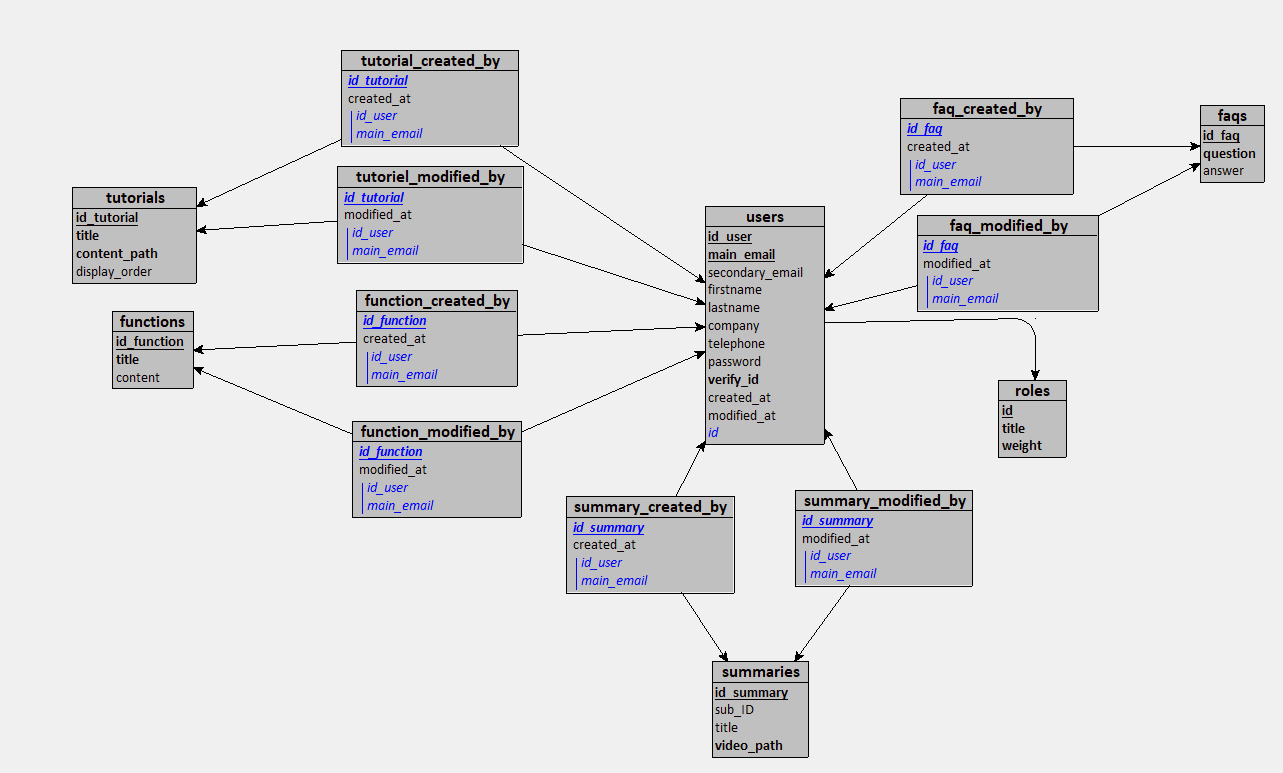 tutorial_created_by
id_tutorial
created_at
id_user
main_email
tutoriel_modified_by
id_tutorial
modified_at
id_user
main_email
tutorials
id_tutorial
title
content_path
display_order
function_created_by
id_function
created_at
id_user
main_email
functions
id_function
title
content
function_modified_by
id_function
modified_at
id_user
main_email
users
id_user
main_email
secondary_email
firstname
lastname
company
telephone
password
verify_id
created_at
modified_at
id
faq_created_by
id_faq
created_at
id_user
main_email
faqs
id_faq
question
answer
faq_modified_by
id_faq
modified_at
id_user
main_email
roles
id
title
weight
summary_created_by
id_summary
created_at
id_user
main_email
summary_modified_by
id_summary
modified_at
id_user
main_email
summaries
id_summary
sub_ID
title
video_path